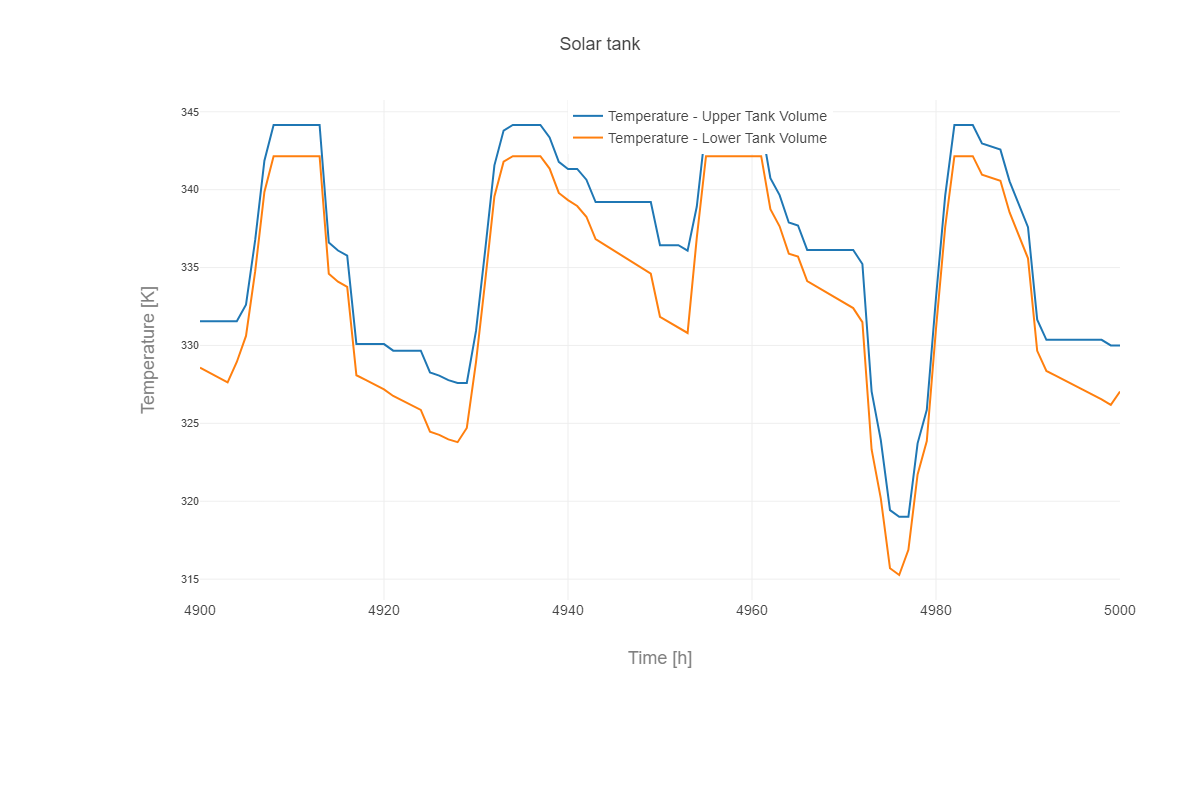 Solar tank
Temperature - Upper Tank Volume
Temperature - Lower Tank Volume
345
340
335
330
325
320
315
Temperature [K]
4900 4920 4940 4960 4980 5000
Time [h]